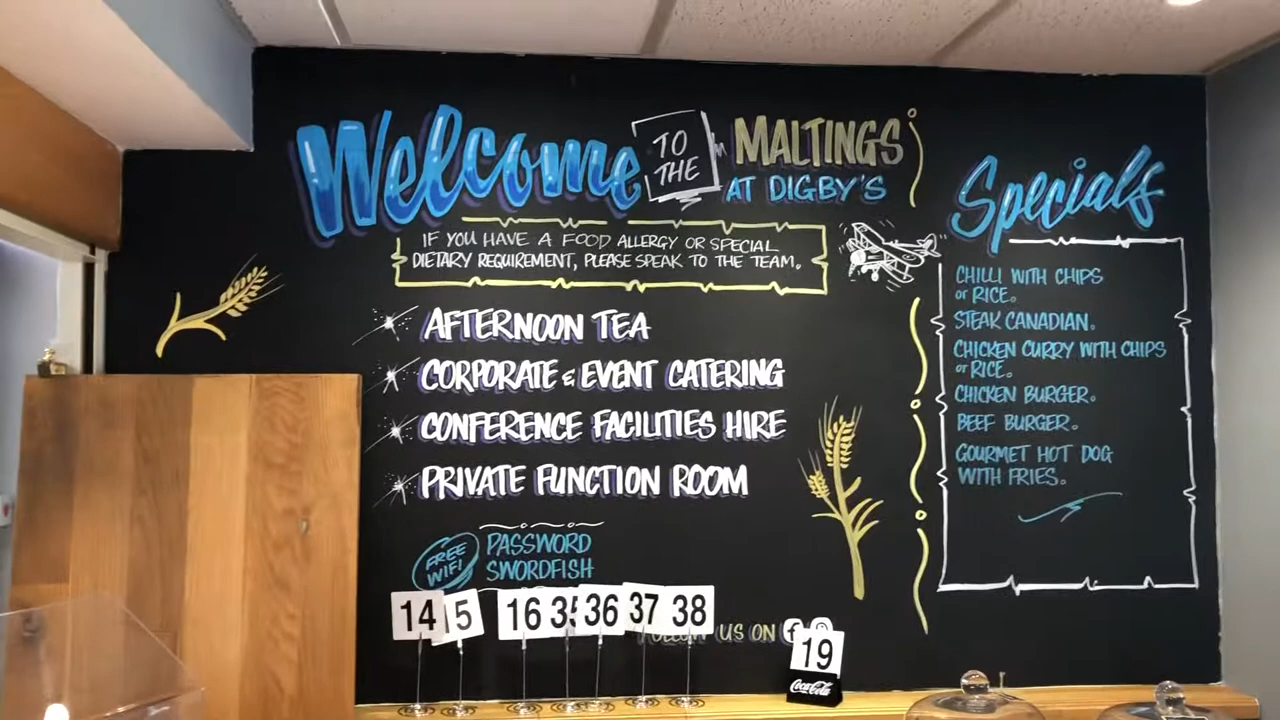 Welcome TO THE MALTINGS
AT DIGBY'S
IF YOU HAVE A FOOD ALLERGY OR SPECIAL
DIETARY REQUIREMENT, PLEASE SPEAK TO THE TEAM.
AFTERNOON TEA
CORPORATE & EVENT CATERING
CONFERENCE FACILITIES HIRE
PRIVATE FUNCTION ROOM
FREE
WIFI
PASSWORD
SWORDFISH
14
16
35
36
37
38
US ON
19
Coca-Cola
Specials
CHILLI WITH CHIPS
or RICE.
STEAK CANADIAN.
CHICKEN CURRY WITH CHIPS
or RICE.
CHICKEN BURGER.
BEEF BURGER.
GOURMET HOT DOG
WITH FRIES.